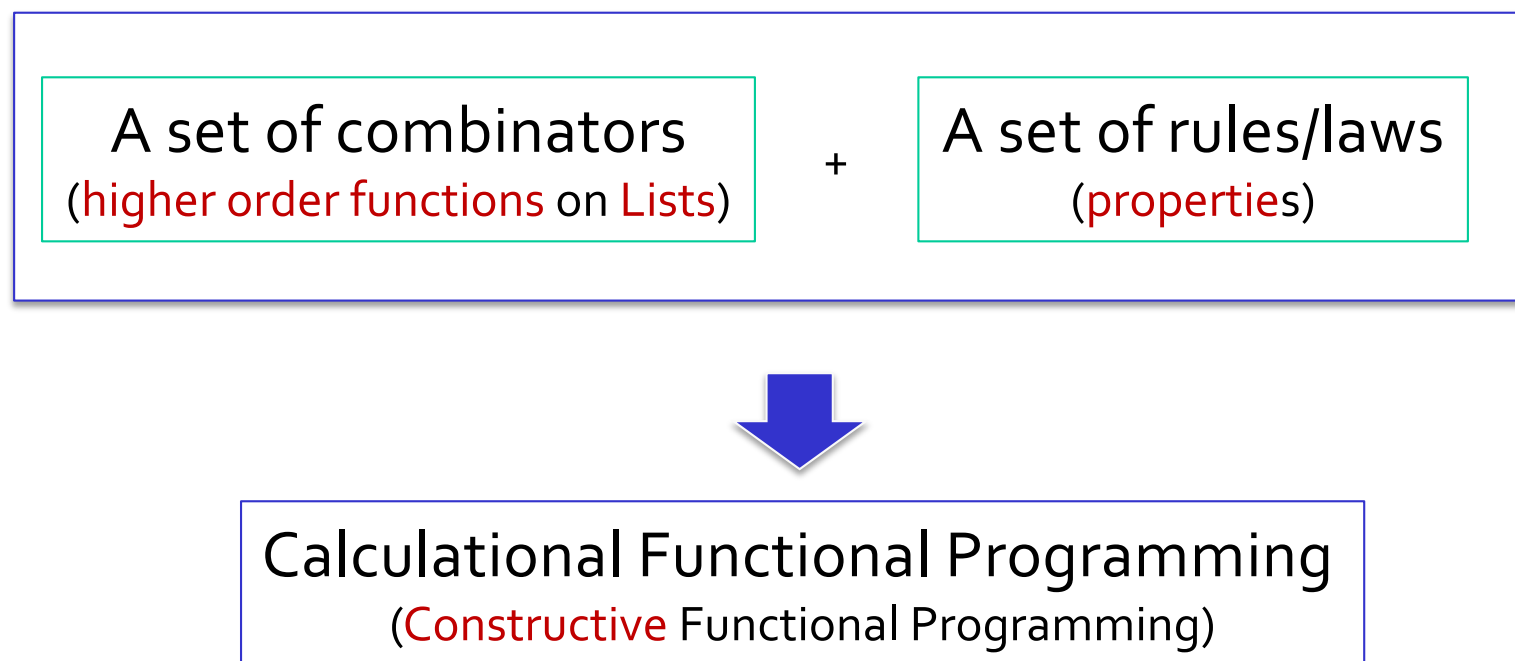 A set of combinators
(higher order functions on Lists)
+
A set of rules/laws
(properties)
Calculational Functional Programming
(Constructive Functional Programming)